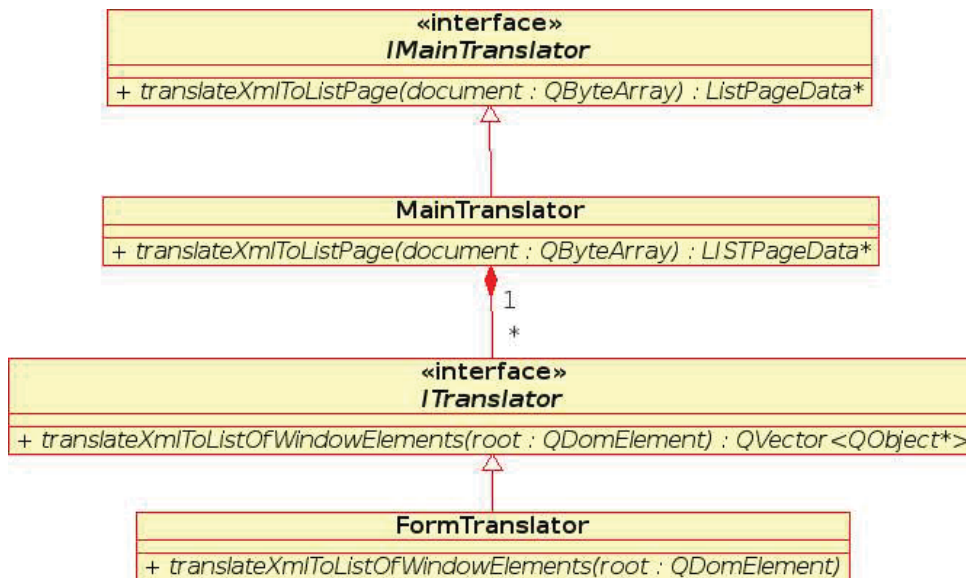 «interface»
IMainTranslator
+ translateXmlToListPage(document : QByteArray) : ListPageData*
MainTranslator
+ translateXmlToListPage(document : QByteArray) : LISTPageData*
1
*
«interface»
ITranslator
+ translateXmlToListOfWindowElements(root : QDomElement) : QVector<QObject*>
FormTranslator
+ translateXmlToListOfWindowElements(root : QDomElement)